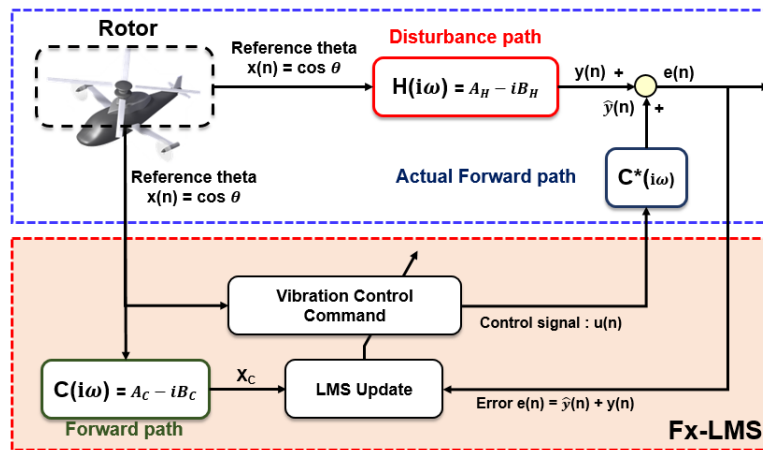 Rotor
Reference theta
x(n) = cos θ
Disturbance path
H(iω) = A_H − iB_H
y(n) +
e(n)
ŷ(n) +
Reference theta
x(n) = cos θ
Actual Forward path
C*(iω)
Vibration Control
Command
Control signal : u(n)
C(iω) = A_C − iB_C
X_C
LMS Update
Error e(n) = ŷ(n) + y(n)
Forward path
Fx-LMS